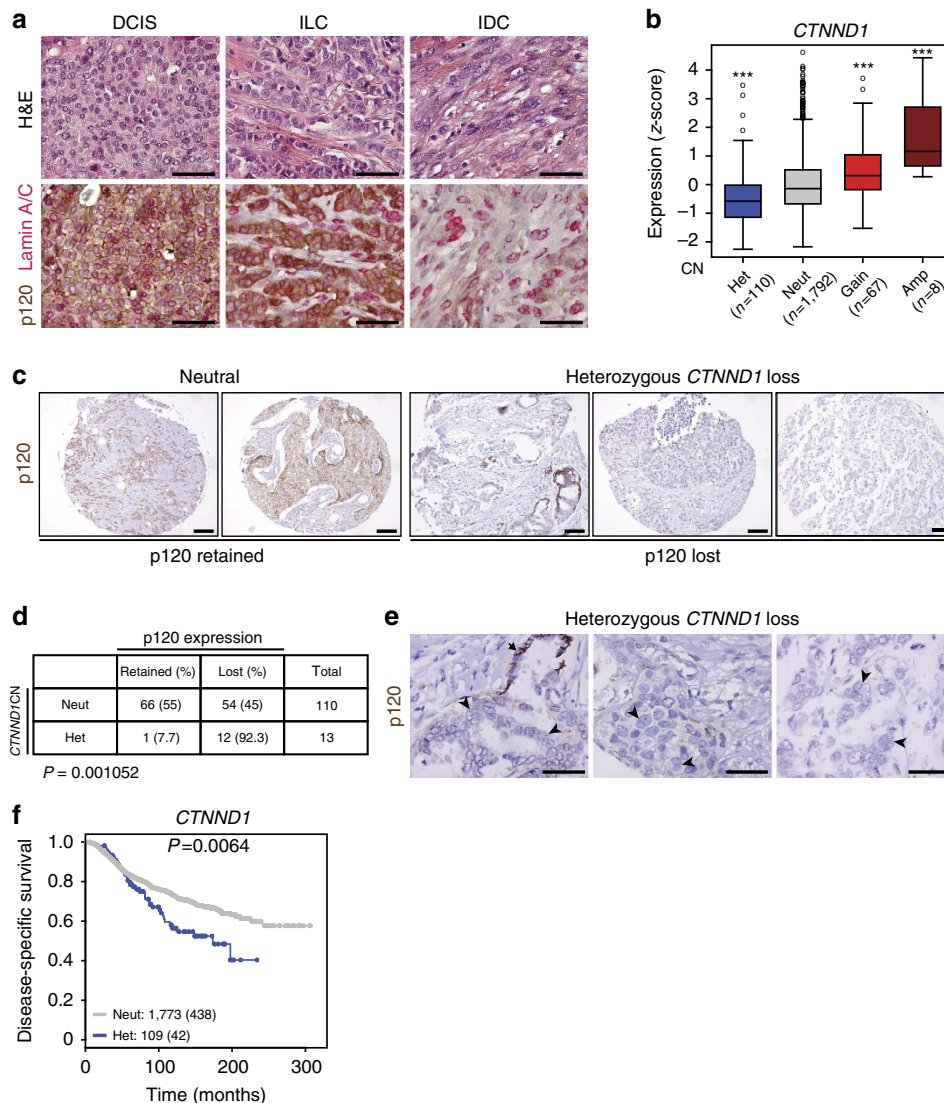 a
DCIS
ILC
IDC
H&E
p120 Lamin A/C
b
CTNND1
Expression (z-score)
4
3
2
1
0
−1
−2
***
***
***
CN
Het
(n=110)
Neut
(n=1,792)
Gain
(n=67)
Amp
(n=8)
c
Neutral
Heterozygous CTNND1 loss
p120
p120 retained
p120 lost
d
p120 expression
Retained (%) Lost (%) Total
CTNND1CN
Neut 66 (55) 54 (45) 110
Het 1 (7.7) 12 (92.3) 13
P = 0.001052
e
Heterozygous CTNND1 loss
p120
f
CTNND1
P=0.0064
Disease-specific survival
1.0
0.8
0.6
0.4
0.2
0
Neut: 1,773 (438)
Het: 109 (42)
0 100 200 300
Time (months)